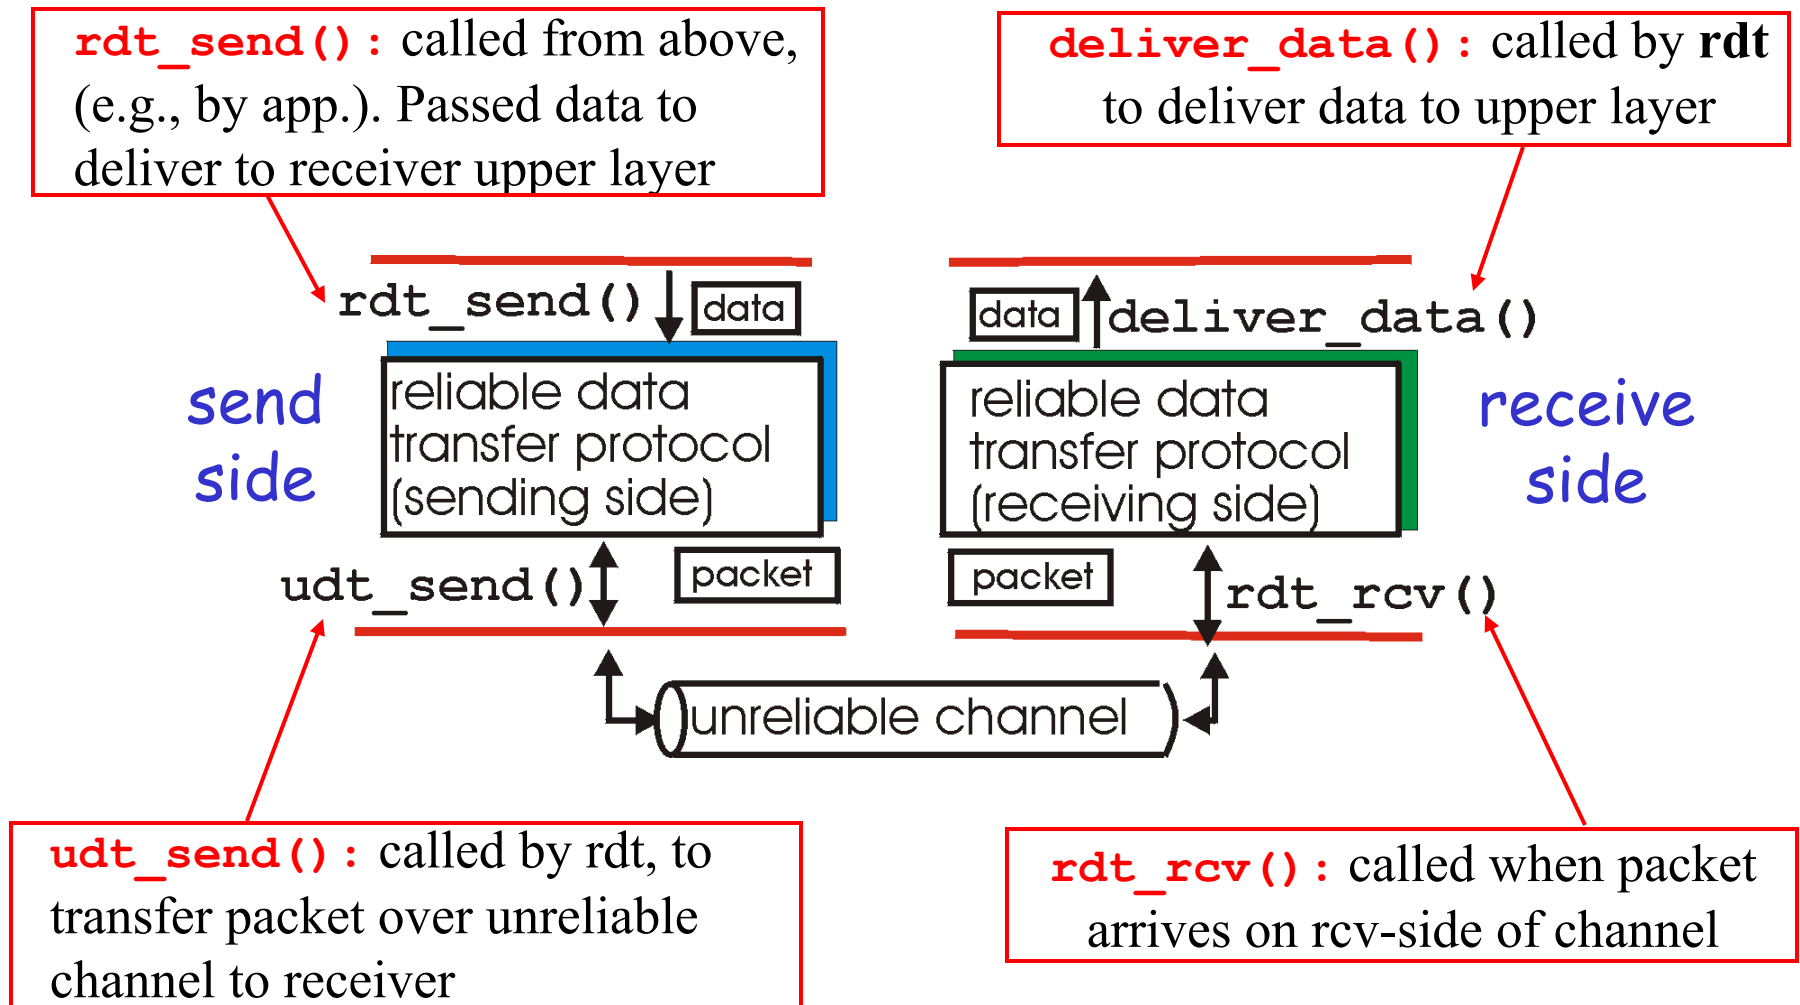 rdt_send(): called from above,
(e.g., by app.). Passed data to
deliver to receiver upper layer
deliver_data(): called by rdt
to deliver data to upper layer
rdt_send()
data
data
deliver_data()
send
side
reliable data
transfer protocol
(sending side)
reliable data
transfer protocol
(receiving side)
receive
side
udt_send()
packet
packet
rdt_rcv()
unreliable channel
udt_send(): called by rdt, to
transfer packet over unreliable
channel to receiver
rdt_rcv(): called when packet
arrives on rcv-side of channel